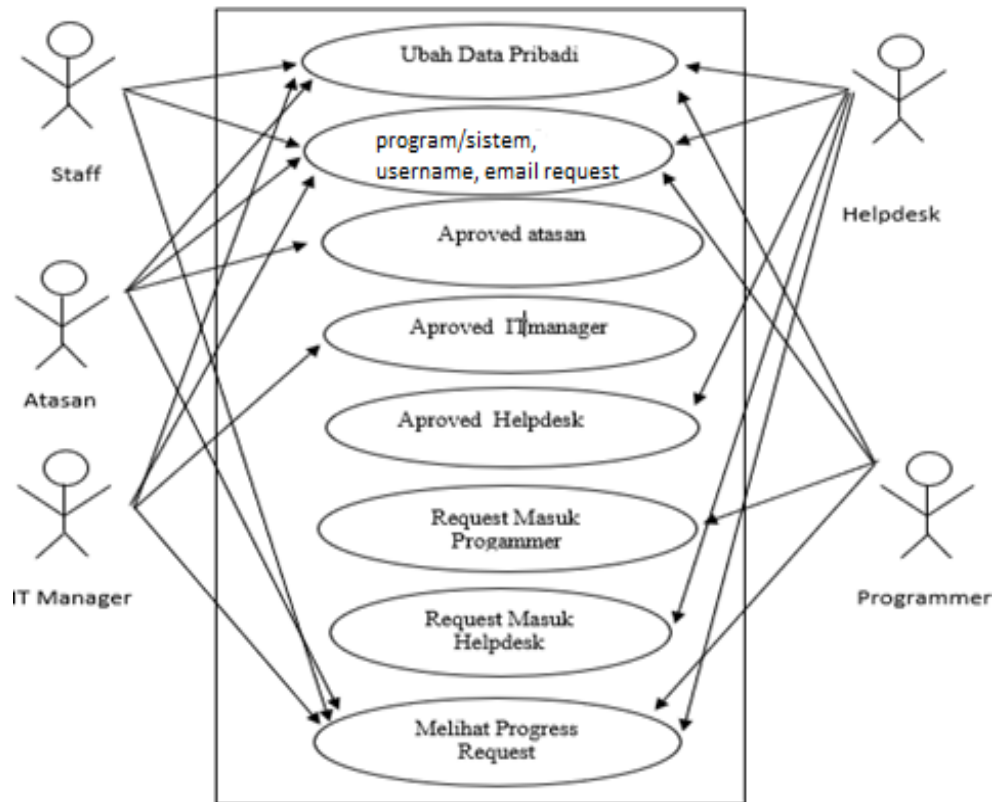 Ubah Data Pribadi
program/sistem,
username, email request
Staff
Helpdesk
Aproved atasan
Aproved IT manager
Atasan
Aproved Helpdesk
Request Masuk
Progammer
IT Manager
Programmer
Request Masuk
Helpdesk
Melihat Progress
Request